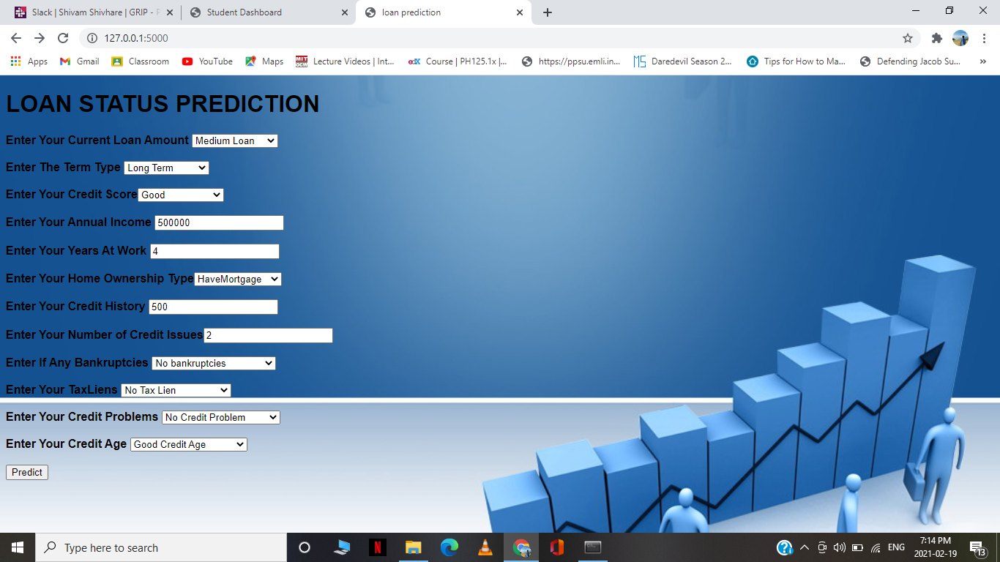 Slack | Shivam Shivhare | GRIP - 
Student Dashboard
loan prediction
127.0.0.1:5000
Apps
Gmail
Classroom
YouTube
Maps
MIT OCW
Lecture Videos | Int...
edX
Course | PH125.1x |...
https://ppsu.emli.in...
MS
Daredevil Season 2...
Tips for How to Ma...
Defending Jacob Su...
»
LOAN STATUS PREDICTION
Enter Your Current Loan Amount Medium Loan
Enter The Term Type Long Term
Enter Your Credit Score Good
Enter Your Annual Income 500000
Enter Your Years At Work 4
Enter Your Home Ownership Type HaveMortgage
Enter Your Credit History 500
Enter Your Number of Credit Issues 2
Enter If Any Bankruptcies No bankruptcies
Enter Your TaxLiens No Tax Lien
Enter Your Credit Problems No Credit Problem
Enter Your Credit Age Good Credit Age
Predict
Type here to search
N
ENG
7:14 PM
2021-02-19
13